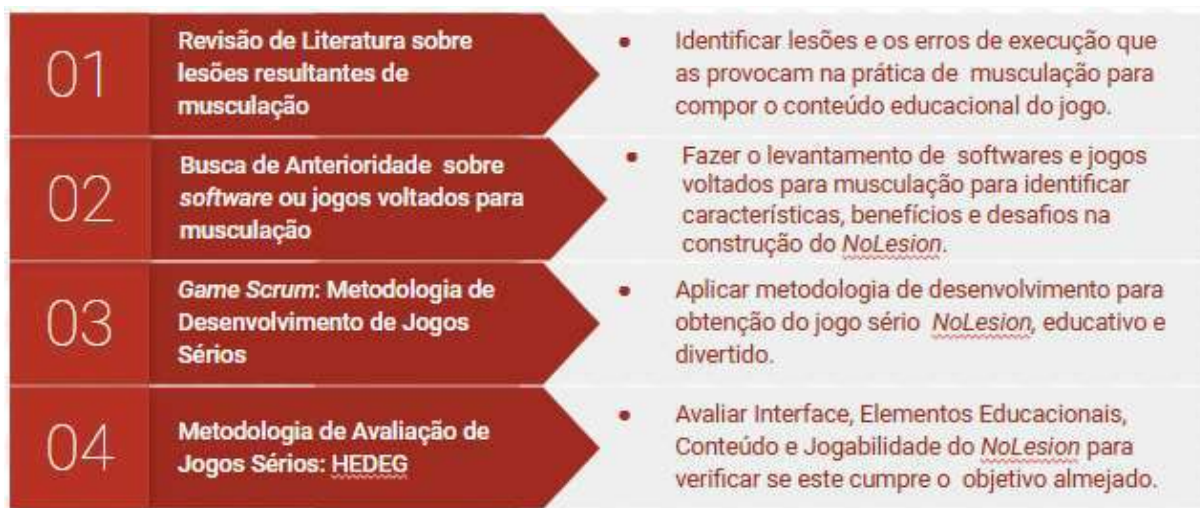 01
Revisão de Literatura sobre
lesões resultantes de
musculação
• Identificar lesões e os erros de execução que
as provocam na prática de musculação para
compor o conteúdo educacional do jogo.
02
Busca de Anterioridade sobre
software ou jogos voltados para
musculação
• Fazer o levantamento de softwares e jogos
voltados para musculação para identificar
características, benefícios e desafios na
construção do NoLesion.
03
Game Scrum: Metodologia de
Desenvolvimento de Jogos
Sérios
• Aplicar metodologia de desenvolvimento para
obtenção do jogo sério NoLesion, educativo e
divertido.
04
Metodologia de Avaliação de
Jogos Sérios: HEDEG
• Avaliar Interface, Elementos Educacionais,
Conteúdo e Jogabilidade do NoLesion para
verificar se este cumpre o objetivo almejado.